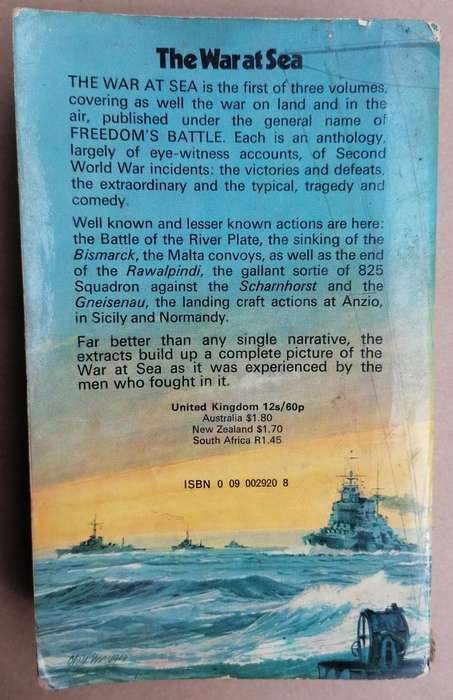 The War at Sea
THE WAR AT SEA is the first of three volumes,
covering as well the war on land and in the
air, published under the general name of
FREEDOM'S BATTLE. Each is an anthology,
largely of eye-witness accounts, of Second
World War incidents: the victories and defeats,
the extraordinary and the typical, tragedy and
comedy.
Well known and lesser known actions are here:
the Battle of the River Plate, the sinking of the
Bismarck, the Malta convoys, as well as the end
of the Rawalpindi, the gallant sortie of 825
Squadron against the Scharnhorst and the
Gneisenau, the landing craft actions at Anzio,
in Sicily and Normandy.
Far better than any single narrative, the
extracts build up a complete picture of the
War at Sea as it was experienced by the
men who fought in it.
United Kingdom 12s/60p
Australia $1.80
New Zealand $1.70
South Africa R1.45
ISBN 0 09 002920 8